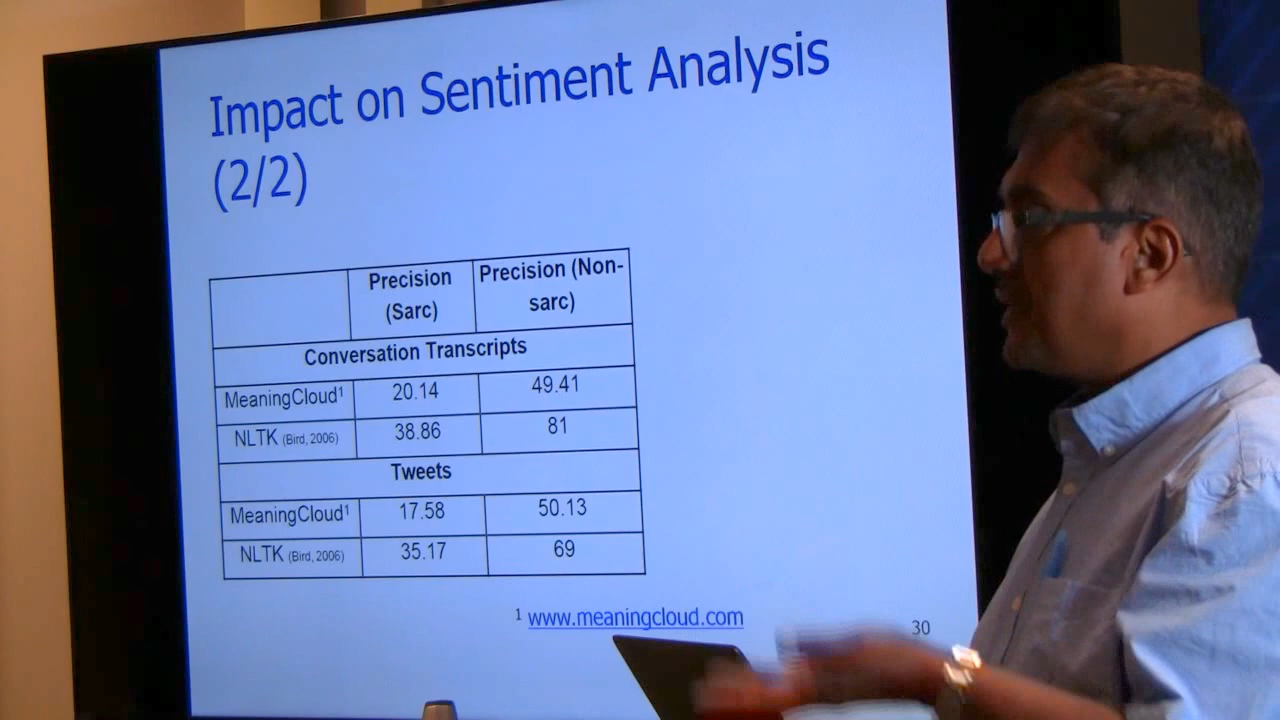 Impact on Sentiment Analysis
(2/2)
Precision (Sarc) Precision (Non-sarc)
Conversation Transcripts
MeaningCloud¹ 20.14 49.41
NLTK (Bird, 2006) 38.86 81
Tweets
MeaningCloud¹ 17.58 50.13
NLTK (Bird, 2006) 35.17 69
¹ www.meaningcloud.com
30